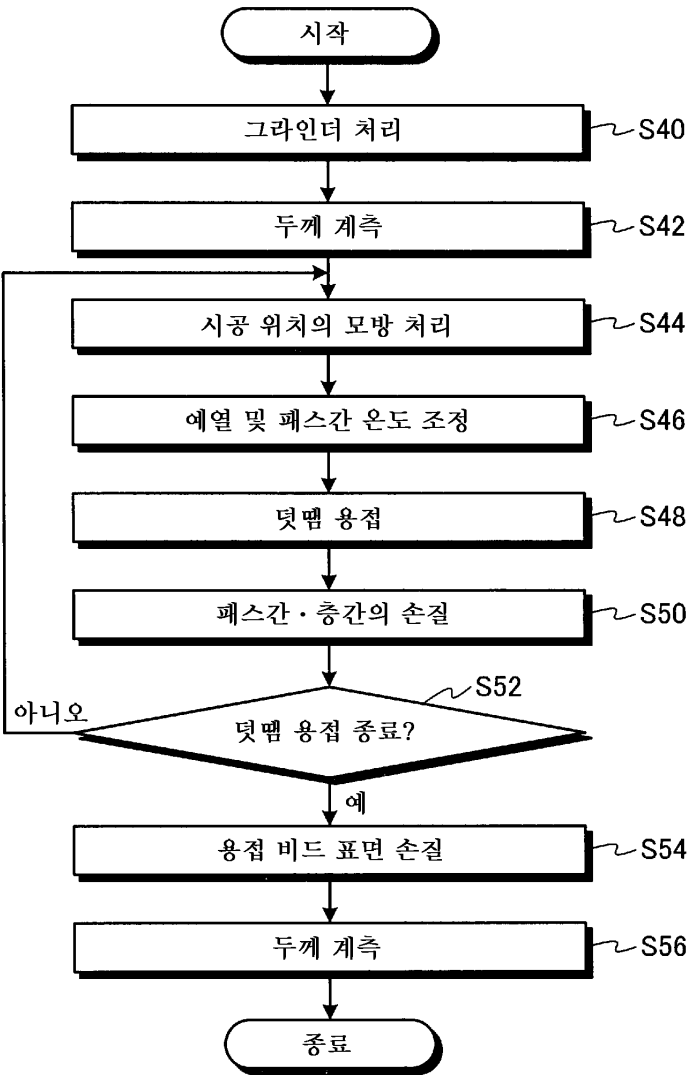 시작
그라인더 처리
S40
두께 계측
S42
시공 위치의 모방 처리
S44
예열 및 패스간 온도 조정
S46
덧땜 용접
S48
패스간·층간의 손질
S50
S52
아니오
덧땜 용접 종료?
예
용접 비드 표면 손질
S54
두께 계측
S56
종료